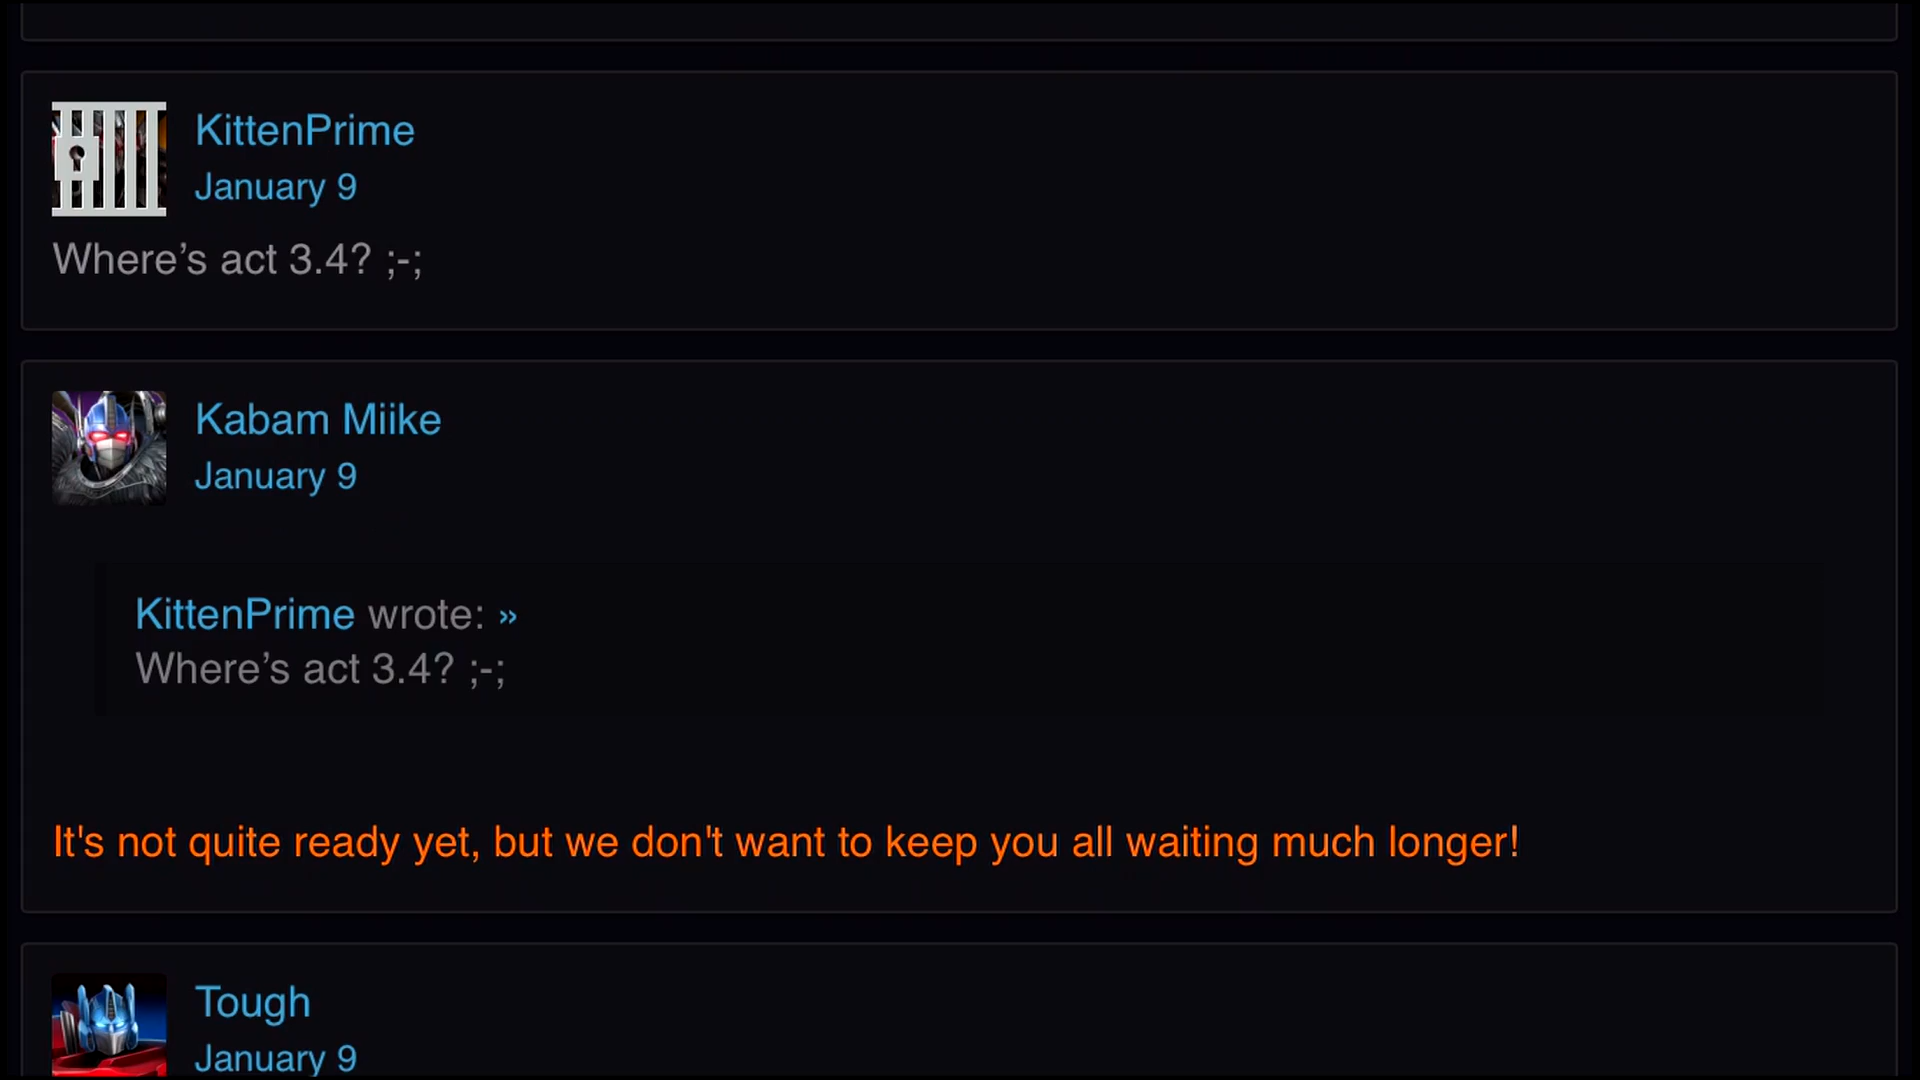 KittenPrime
January 9
Where’s act 3.4? ;-;
Kabam Miike
January 9
KittenPrime wrote: »
Where’s act 3.4? ;-;
It's not quite ready yet, but we don't want to keep you all waiting much longer!
Tough
January 9